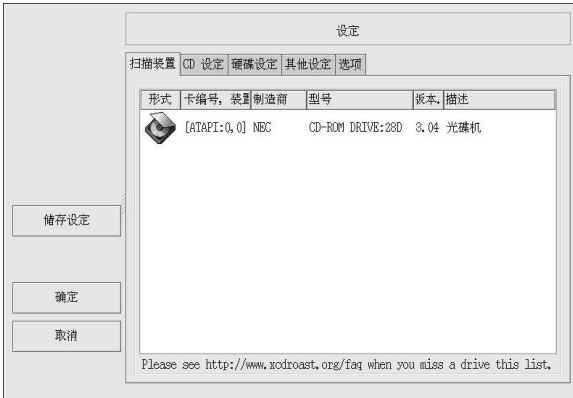 设定
扫描装置 CD 设定 硬碟设定 其他设定 选项
形式 卡编号, 装置 制造商 型号 版本. 描述
[ATAPI:0,0] NEC CD-ROM DRIVE:28D 3.04 光碟机
储存设定
确定
取消
Please see http://www.xcdroast.org/faq when you miss a drive this list.